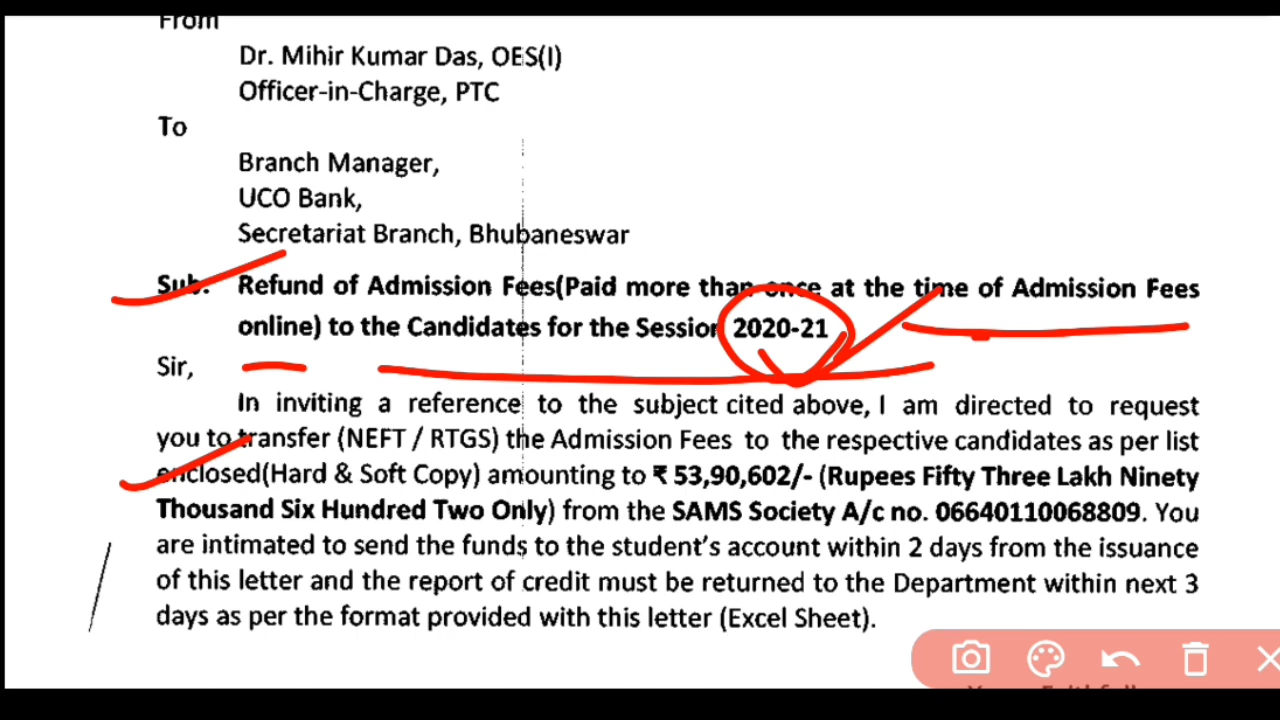 From
Dr. Mihir Kumar Das, OES(I)
Officer-in-Charge, PTC
To
Branch Manager,
UCO Bank,
Secretariat Branch, Bhubaneswar
Sub: Refund of Admission Fees(Paid more than once at the time of Admission Fees
online) to the Candidates for the Session 2020-21
Sir,
In inviting a reference to the subject cited above, I am directed to request
you to transfer (NEFT / RTGS) the Admission Fees to the respective candidates as per list
enclosed(Hard & Soft Copy) amounting to ₹ 53,90,602/- (Rupees Fifty Three Lakh Ninety
Thousand Six Hundred Two Only) from the SAMS Society A/c no. 06640110068809. You
are intimated to send the funds to the student's account within 2 days from the issuance
of this letter and the report of credit must be returned to the Department within next 3
days as per the format provided with this letter (Excel Sheet).